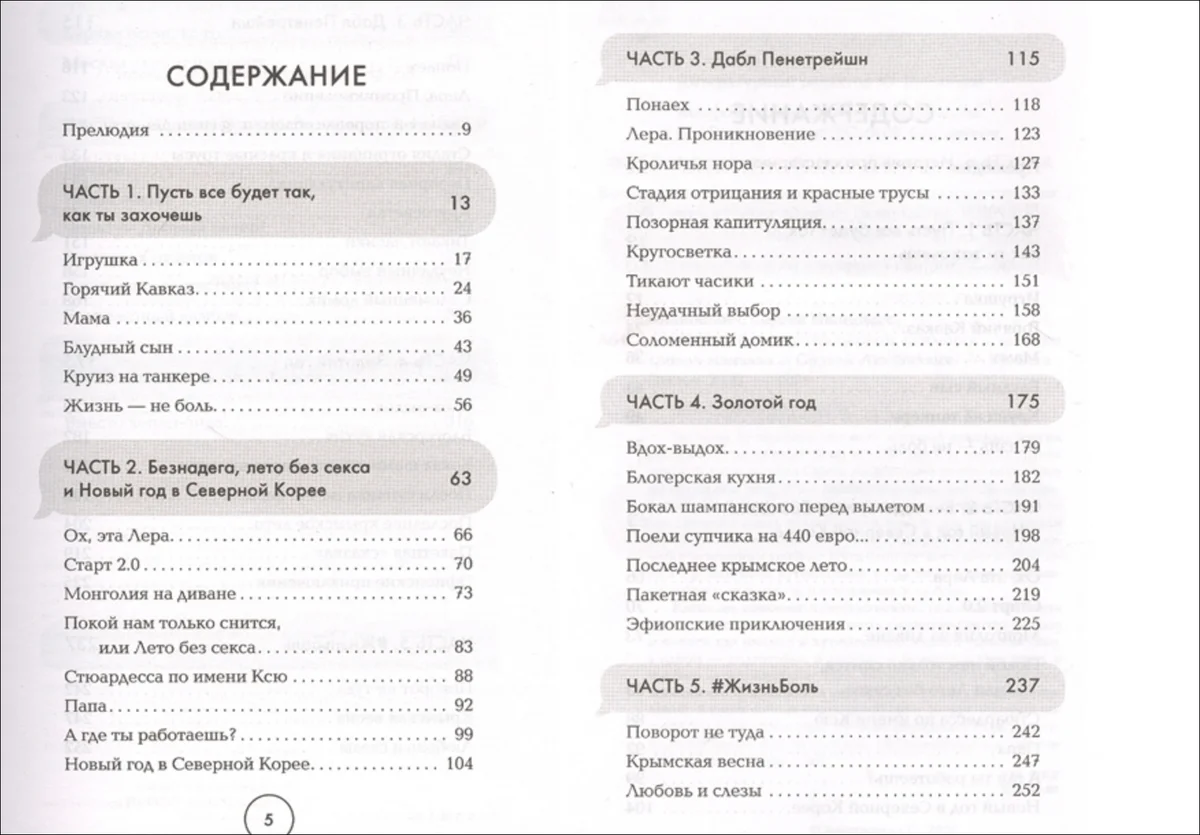 СОДЕРЖАНИЕ
Прелюдия ........................................ 9
ЧАСТЬ 1. Пусть все будет так,
как ты захочешь 13
Игрушка ........................................ 17
Горячий Кавказ ........................................ 24
Мама ........................................ 36
Блудный сын ........................................ 43
Круиз на танкере ........................................ 49
Жизнь — не боль ........................................ 56
ЧАСТЬ 2. Безнадега, лето без секса
и Новый год в Северной Корее 63
Ох, эта Лера ........................................ 66
Старт 2.0 ........................................ 70
Монголия на диване ........................................ 73
Покой нам только снится,
или Лето без секса ........................................ 83
Стюардесса по имени Ксю ........................................ 88
Папа ........................................ 92
А где ты работаешь? ........................................ 99
Новый год в Северной Корее ........................................ 104
5
ЧАСТЬ 3. Дабл Пенетрейшн 115
Понаех ........................................ 118
Лера. Проникновение ........................................ 123
Кроличья нора ........................................ 127
Стадия отрицания и красные трусы ........................................ 133
Позорная капитуляция ........................................ 137
Кругосветка ........................................ 143
Тикают часики ........................................ 151
Неудачный выбор ........................................ 158
Соломенный домик ........................................ 168
ЧАСТЬ 4. Золотой год 175
Вдох-выдох ........................................ 179
Блогерская кухня ........................................ 182
Бокал шампанского перед вылетом ........................................ 191
Поели супчика на 440 евро ........................................ 198
Последнее крымское лето ........................................ 204
Пакетная «сказка» ........................................ 219
Эфиопские приключения ........................................ 225
ЧАСТЬ 5. #ЖизньБоль 237
Поворот не туда ........................................ 242
Крымская весна ........................................ 247
Любовь и слезы ........................................ 252